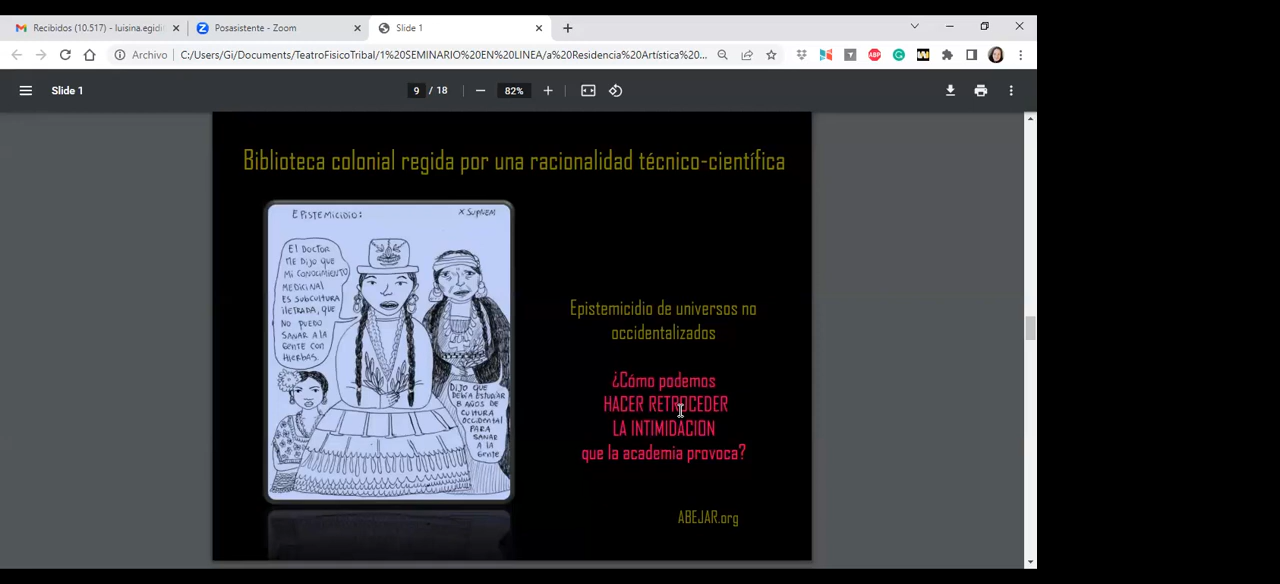 Recibidos (10.517) - luisina.egidi
Posasistente - Zoom
Slide 1
Archivo
C:/Users/Gi/Documents/TeatroFisicoTribal/1%20SEMINARIO%20EN%20LINEA/a%20Residencia%20Artística%20...
Slide 1
9 / 18
82%
Biblioteca colonial regida por una racionalidad técnico-científica
EPISTEMICIDIO:
X SUPNEM
El DOCTOR
ME DIJO QUE
MI CONOCIMIENTO
MEDICINAL
ES SUBCULTURA
ILETRADA, QUE
NO PUEDO
SANAR A LA
GENTE CON
HIERBAS.
DIJO QUE
DEBÍA ESTUDIAR
8 AÑOS DE
CULTURA
OCCIDENTAL
PARA
SANAR
A LA
GENTE
Epistemicidio de universos no
occidentalizados
¿Cómo podemos
HACER RETROCEDER
LA INTIMIDACION
que la academia provoca?
ABEJAR.org